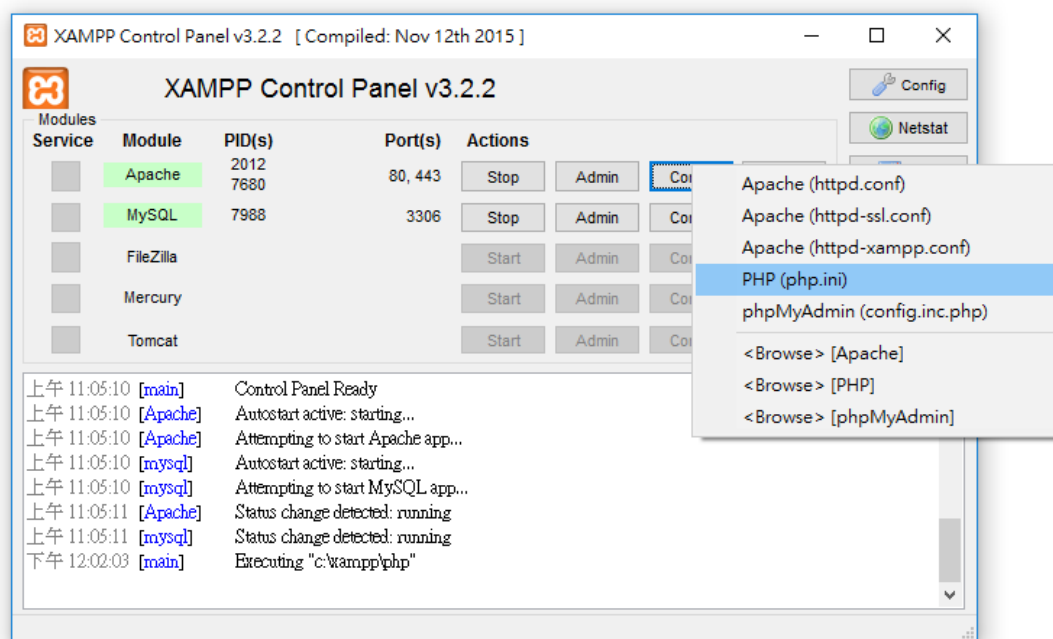 XAMPP Control Panel v3.2.2 [ Compiled: Nov 12th 2015 ]
XAMPP Control Panel v3.2.2
Config
Netstat
Modules
Service Module PID(s) Port(s) Actions
Apache 2012 7680 80, 443 Stop Admin
MySQL 7988 3306 Stop Admin
FileZilla Start Admin
Mercury Start Admin
Tomcat Start Admin
Apache (httpd.conf)
Apache (httpd-ssl.conf)
Apache (httpd-xampp.conf)
PHP (php.ini)
phpMyAdmin (config.inc.php)
<Browse> [Apache]
<Browse> [PHP]
<Browse> [phpMyAdmin]
上午 11:05:10 [main] Control Panel Ready
上午 11:05:10 [Apache] Autostart active: starting...
上午 11:05:10 [Apache] Attempting to start Apache app...
上午 11:05:10 [mysql] Autostart active: starting...
上午 11:05:10 [mysql] Attempting to start MySQL app...
上午 11:05:11 [Apache] Status change detected: running
上午 11:05:11 [mysql] Status change detected: running
下午 12:02:03 [main] Executing "c:\xampp\php"